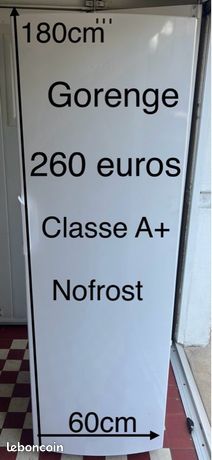 180cm
Gorenge
260 euros
Classe A+
Nofrost
60cm
leboncoin